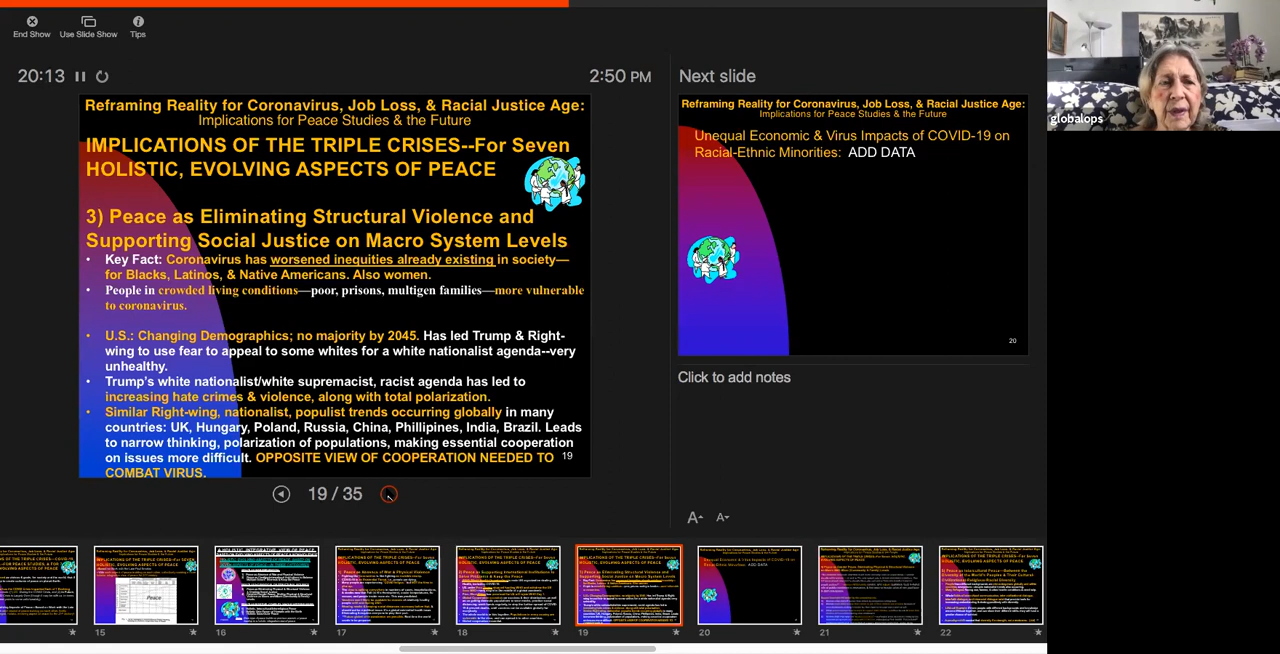 End Show
Use Slide Show
Tips
20:13
2:50 PM
Reframing Reality for Coronavirus, Job Loss, & Racial Justice Age:
Implications for Peace Studies & the Future
IMPLICATIONS OF THE TRIPLE CRISES--For Seven
HOLISTIC, EVOLVING ASPECTS OF PEACE
3) Peace as Eliminating Structural Violence and
Supporting Social Justice on Macro System Levels
• Key Fact: Coronavirus has worsened inequities already existing in society—
for Blacks, Latinos, & Native Americans. Also women.
• People in crowded living conditions—poor, prisons, multigen families—more vulnerable
to coronavirus.
• U.S.: Changing Demographics; no majority by 2045. Has led Trump & Right-
wing to use fear to appeal to some whites for a white nationalist agenda--very
unhealthy.
• Trump's white nationalist/white supremacist, racist agenda has led to
increasing hate crimes & violence, along with total polarization.
• Similar Right-wing, nationalist, populist trends occurring globally in many
countries: UK, Hungary, Poland, Russia, China, Phillipines, India, Brazil. Leads
to narrow thinking, polarization of populations, making essential cooperation
on issues more difficult. OPPOSITE VIEW OF COOPERATION NEEDED TO
COMBAT VIRUS.
19
19 / 35
Next slide
Reframing Reality for Coronavirus, Job Loss, & Racial Justice Age:
Implications for Peace Studies & the Future
Unequal Economic & Virus Impacts of COVID-19 on
Racial-Ethnic Minorities: ADD DATA
20
Click to add notes
A A
globalops
15
16
17
18
19
20
21
22